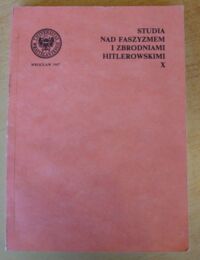 STUDIA
NAD FASZYZMEM
I ZBRODNIAMI
HITLEROWSKIMI
X
WROCŁAW 1987